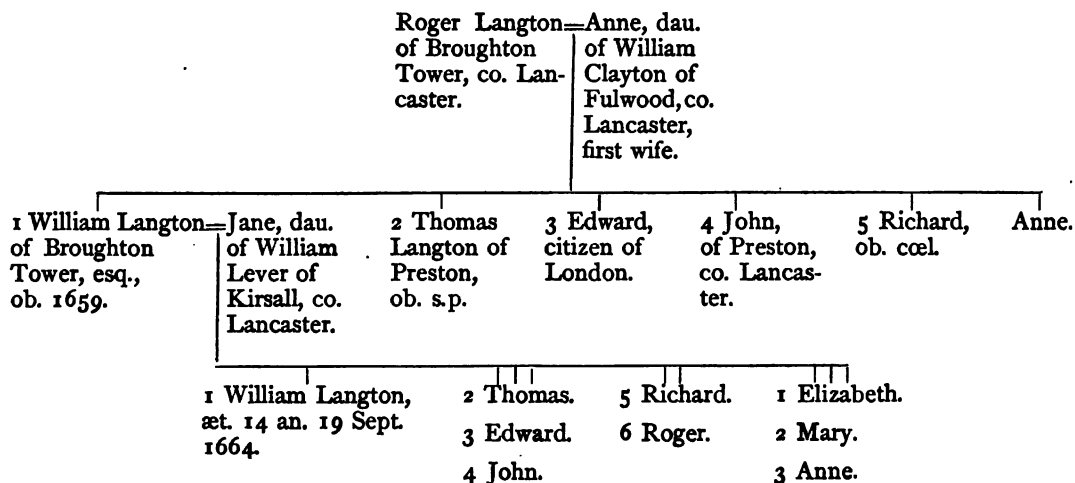 Roger Langton=Anne, dau.
of Broughton of William
Tower, co. Lan- Clayton of
caster. Fulwood, co.
Lancaster,
first wife.
1 William Langton=Jane, dau. 2 Thomas 3 Edward, 4 John, 5 Richard, Anne.
of Broughton of William Langton of citizen of of Preston, ob. cœl.
Tower, esq., Lever of Preston, London. co. Lancas-
ob. 1659. Kirsall, co. ob. s.p. ter.
Lancaster.
1 William Langton, 2 Thomas. 5 Richard. 1 Elizabeth.
æt. 14 an. 19 Sept. 3 Edward. 6 Roger. 2 Mary.
1664. 4 John. 3 Anne.